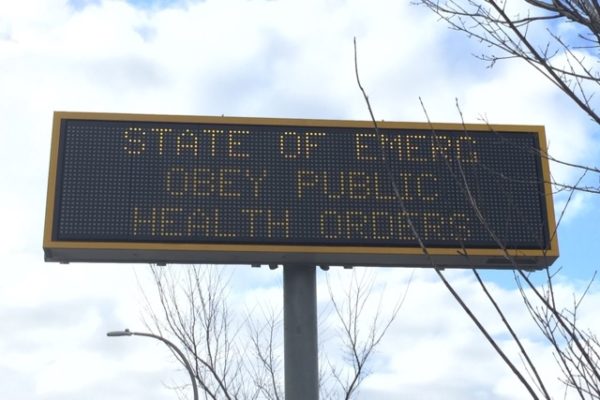 STATE OF EMERG
OBEY PUBLIC
HEALTH ORDERS